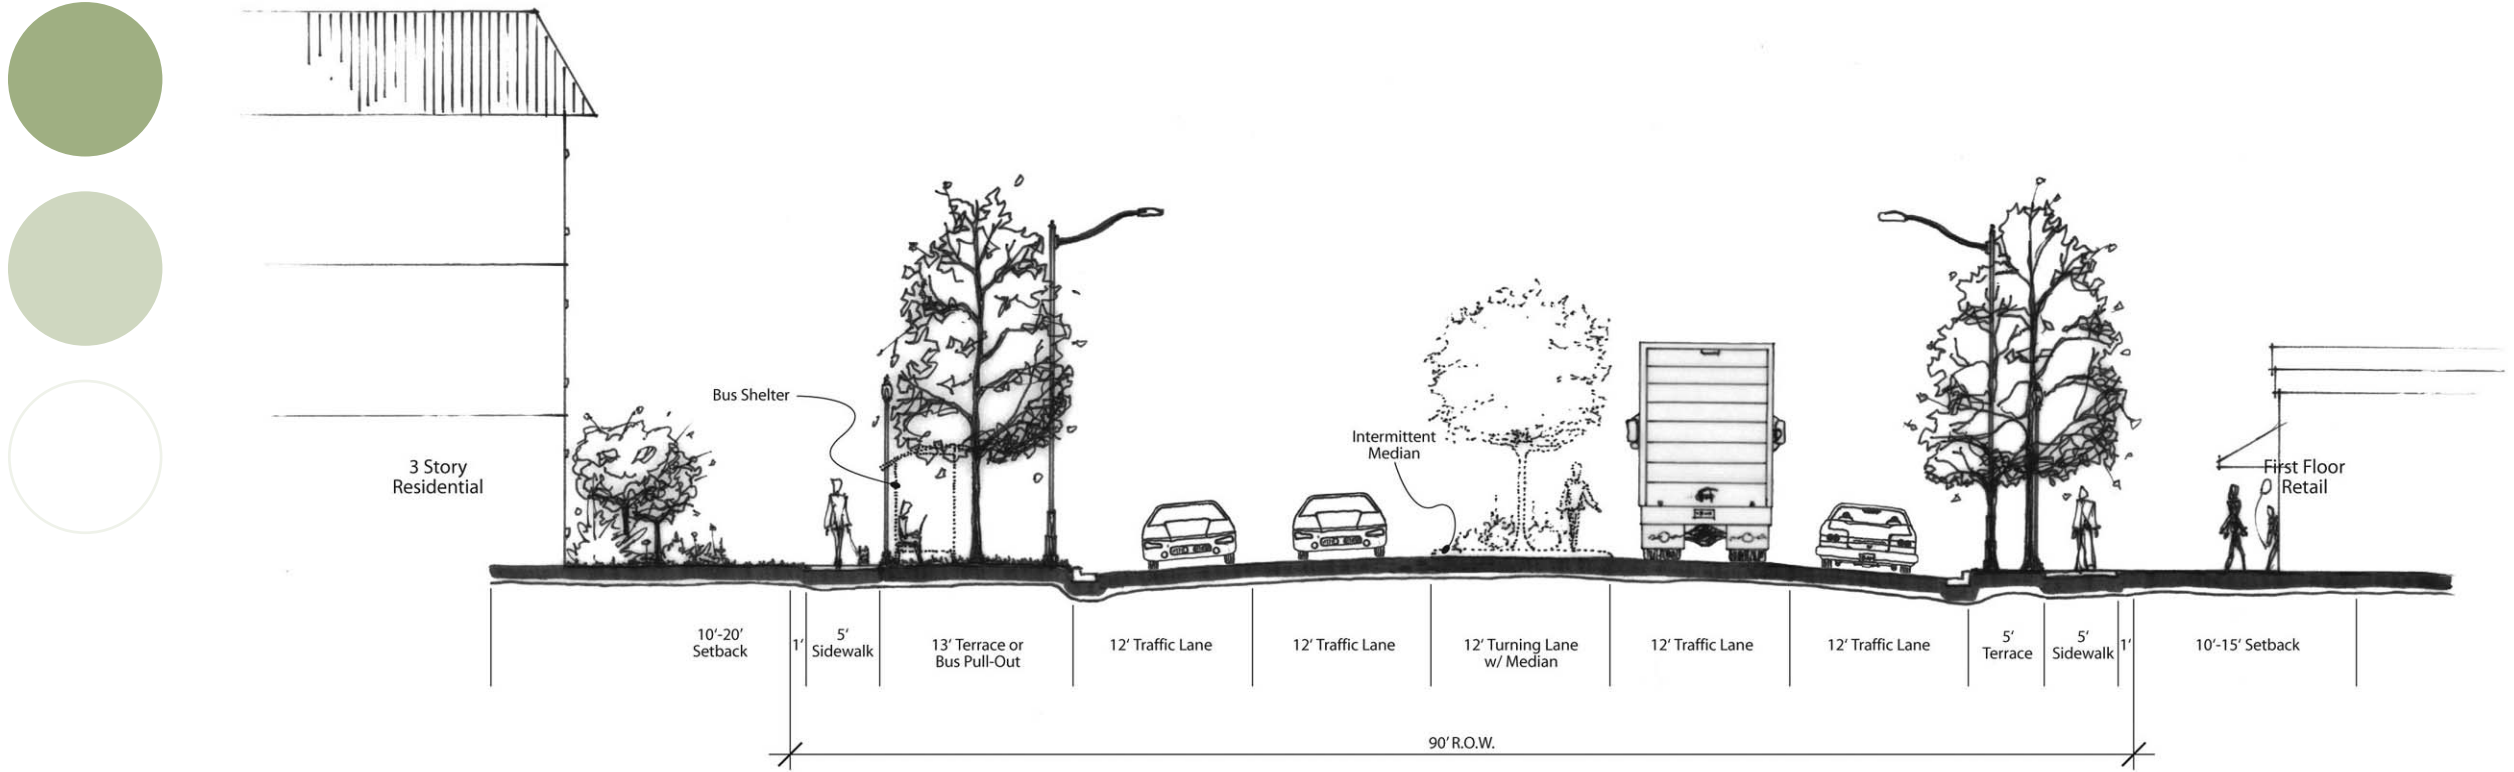 Bus Shelter
Intermittent
Median
3 Story
Residential
First Floor
Retail
10'-20'
Setback
1'
5'
Sidewalk
13' Terrace or
Bus Pull-Out
12' Traffic Lane
12' Traffic Lane
12' Turning Lane
w/ Median
12' Traffic Lane
12' Traffic Lane
5'
Terrace
5'
Sidewalk
1'
10'-15' Setback
90' R.O.W.